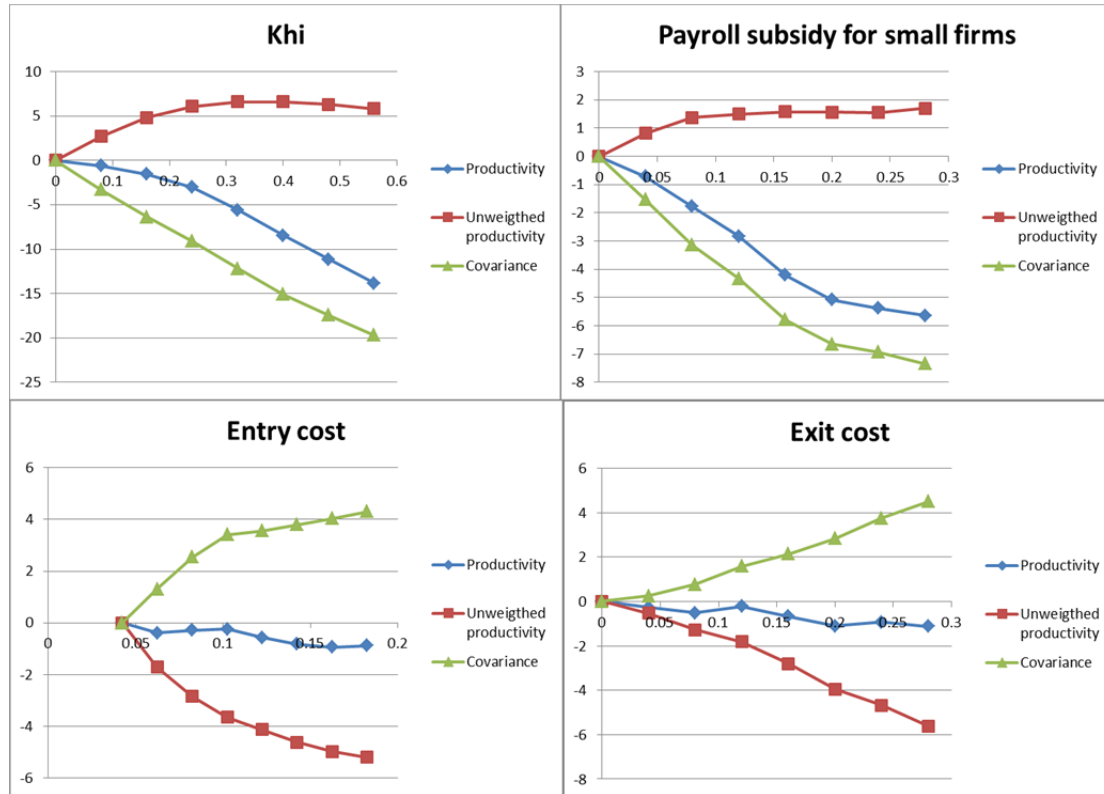 Khi
10
5
0
-5
-10
-15
-20
-25
0 0.1 0.2 0.3 0.4 0.5 0.6
Productivity
Unweigthed
productivity
Covariance
Payroll subsidy for small firms
3
2
1
0
-1
-2
-3
-4
-5
-6
-7
-8
0 0.05 0.1 0.15 0.2 0.25 0.3
Productivity
Unweigthed
productivity
Covariance
Entry cost
6
4
2
0
-2
-4
-6
0 0.05 0.1 0.15 0.2
Productivity
Unweigthed
productivity
Covariance
Exit cost
6
4
2
0
-2
-4
-6
-8
0 0.05 0.1 0.15 0.2 0.25 0.3
Productivity
Unweigthed
productivity
Covariance